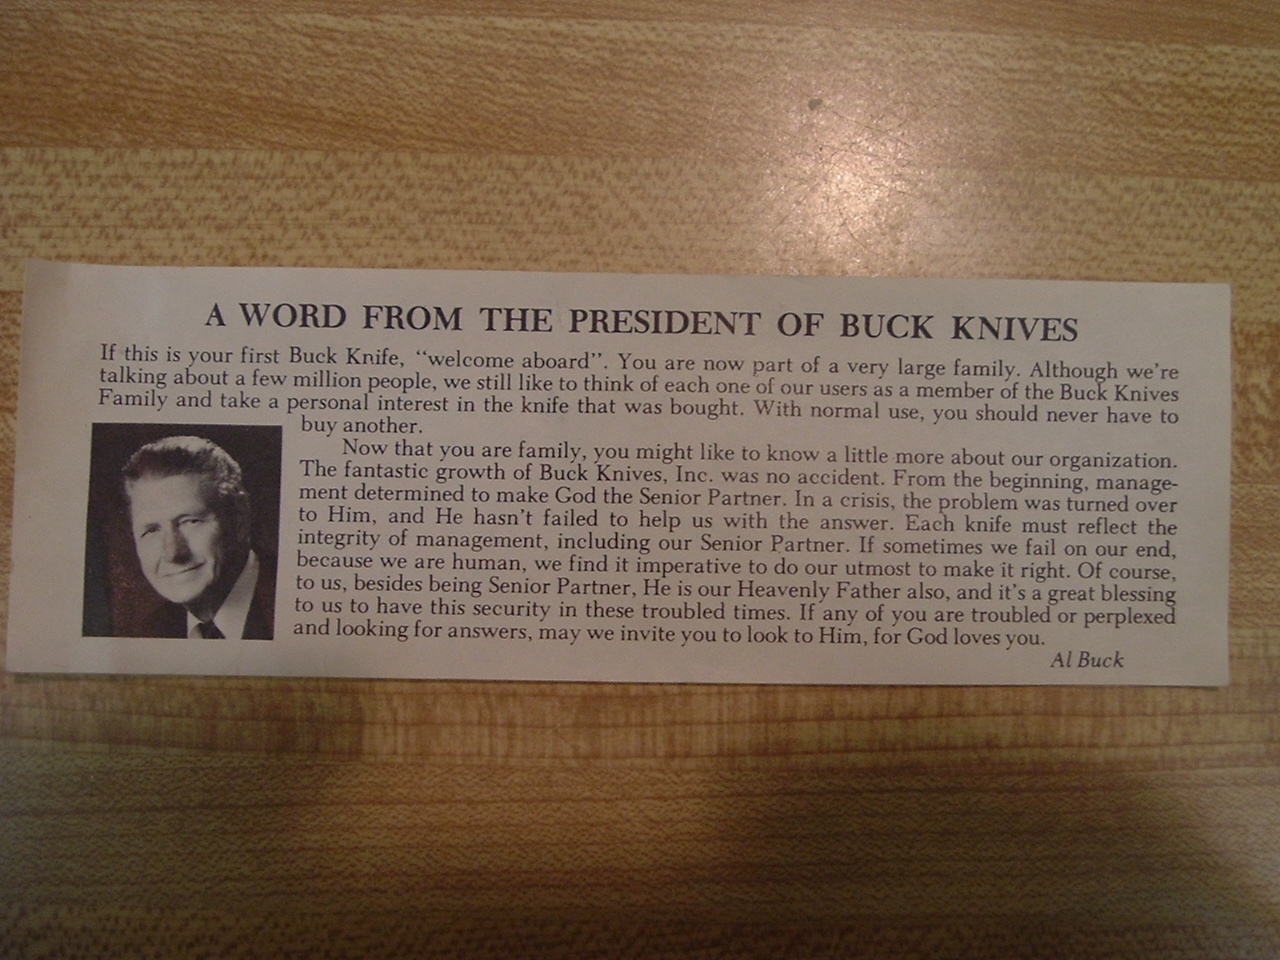 A WORD FROM THE PRESIDENT OF BUCK KNIVES
If this is your first Buck Knife, "welcome aboard". You are now part of a very large family. Although we're
talking about a few million people, we still like to think of each one of our users as a member of the Buck Knives
Family and take a personal interest in the knife that was bought. With normal use, you should never have to
buy another.
Now that you are family, you might like to know a little more about our organization.
The fantastic growth of Buck Knives, Inc. was no accident. From the beginning, manage-
ment determined to make God the Senior Partner. In a crisis, the problem was turned over
to Him, and He hasn't failed to help us with the answer. Each knife must reflect the
integrity of management, including our Senior Partner. If sometimes we fail on our end,
because we are human, we find it imperative to do our utmost to make it right. Of course,
to us, besides being Senior Partner, He is our Heavenly Father also, and it's a great blessing
to us to have this security in these troubled times. If any of you are troubled or perplexed
and looking for answers, may we invite you to look to Him, for God loves you.
Al Buck